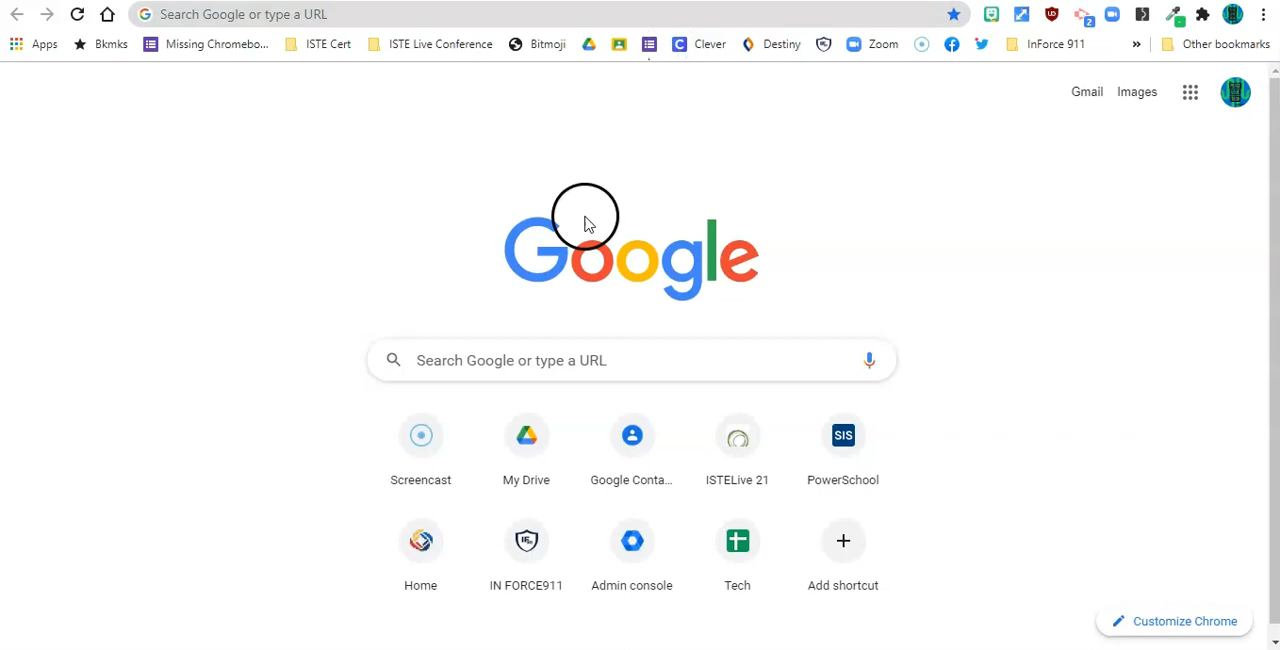 Search Google or type a URL
2
Apps Bkmks Missing Chromebo... ISTE Cert ISTE Live Conference Bitmoji Clever Destiny Zoom InForce 911 » Other bookmarks
Gmail Images
Google
Search Google or type a URL
SIS
Screencast My Drive Google Conta... ISTELive 21 PowerSchool
Home IN FORCE911 Admin console Tech Add shortcut
Customize Chrome